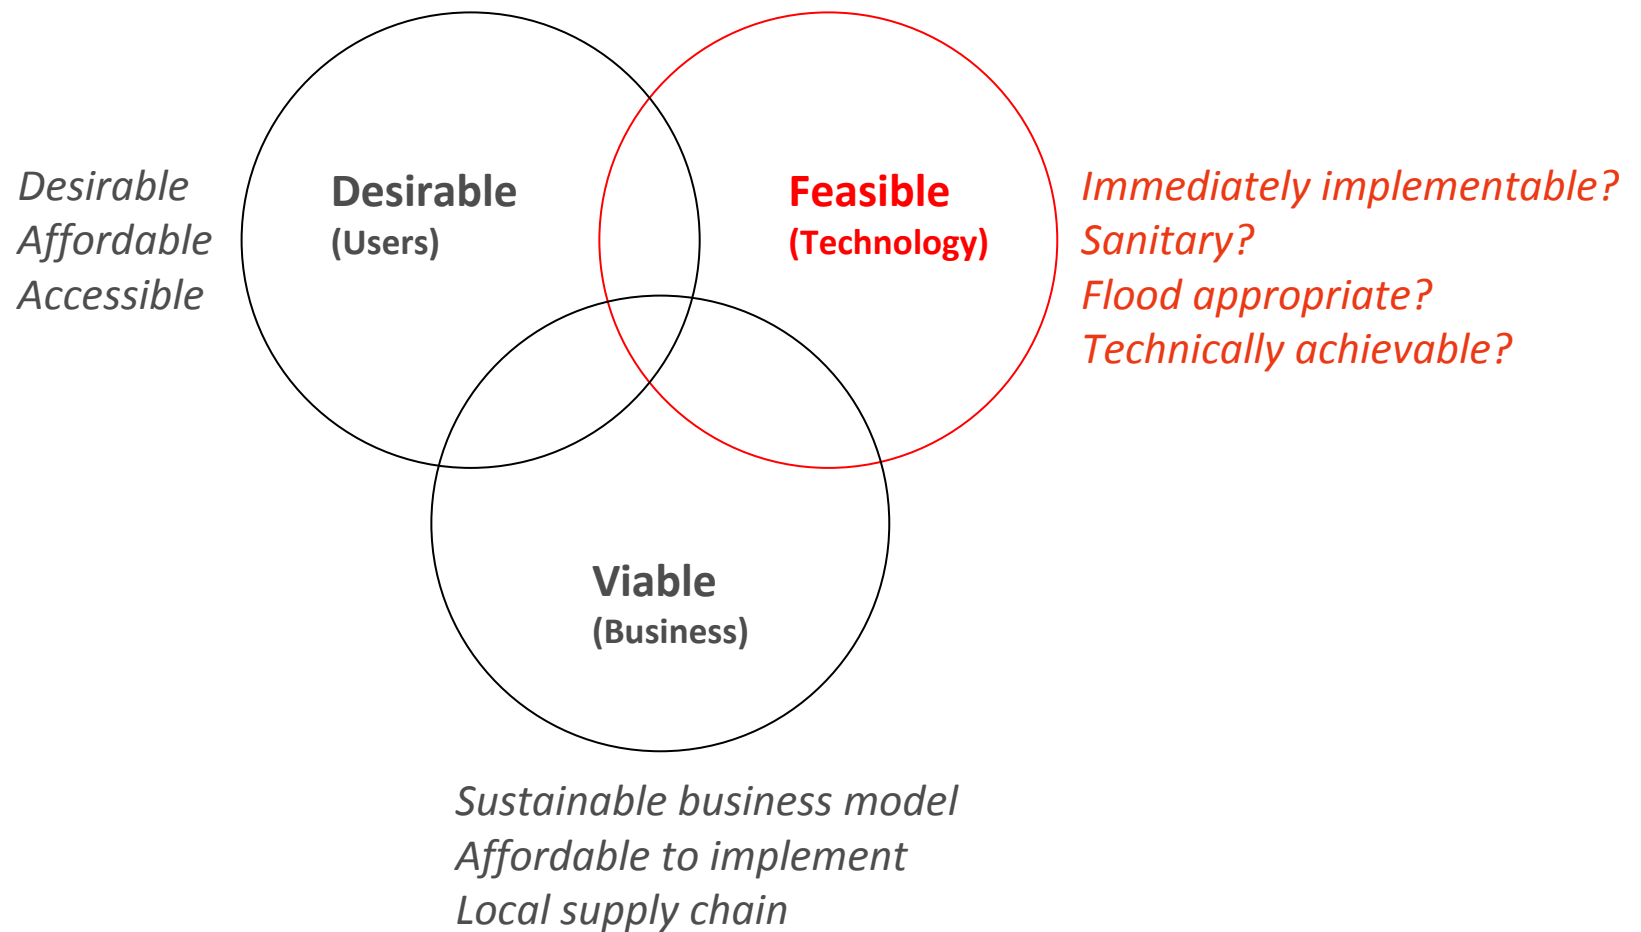 Desirable
Affordable
Accessible
Desirable
(Users)
Feasible
(Technology)
Immediately implementable?
Sanitary?
Flood appropriate?
Technically achievable?
Viable
(Business)
Sustainable business model
Affordable to implement
Local supply chain